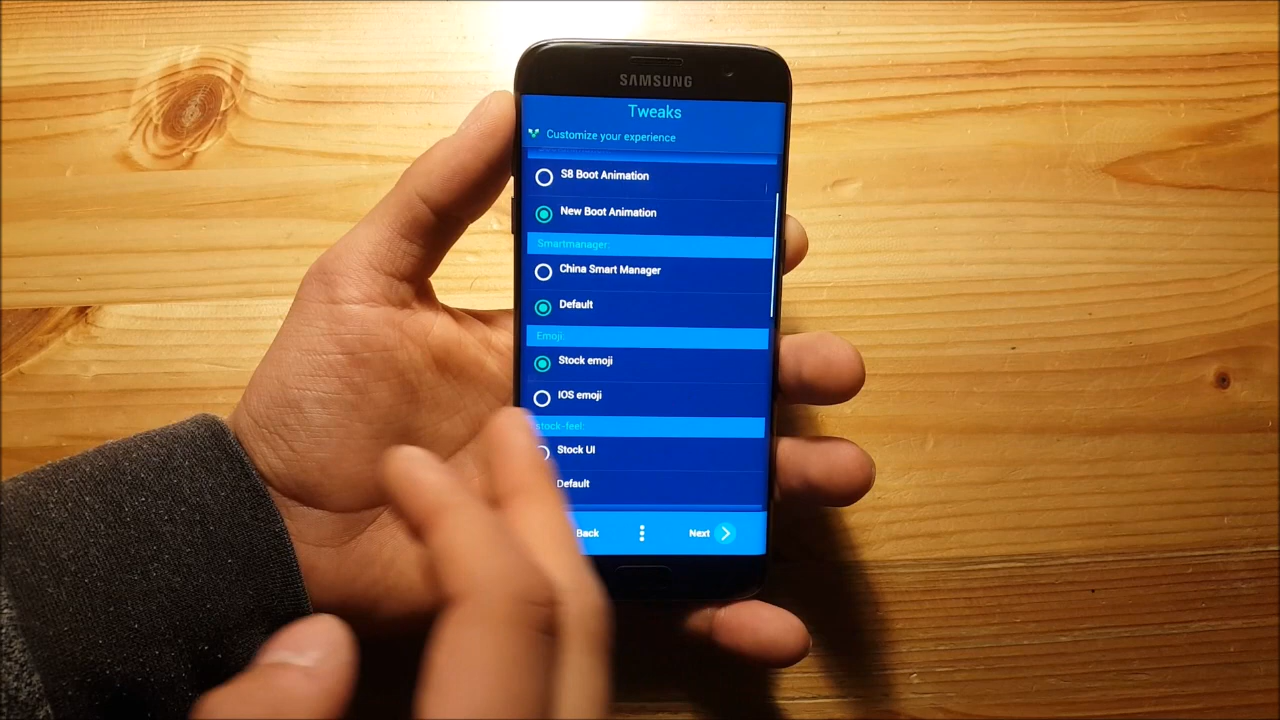 SAMSUNG
Tweaks
Customize your experience
S8 Boot Animation
New Boot Animation
Smartmanager:
China Smart Manager
Default
Emoji:
Stock emoji
IOS emoji
stock-feel:
Stock UI
Default
Back
Next